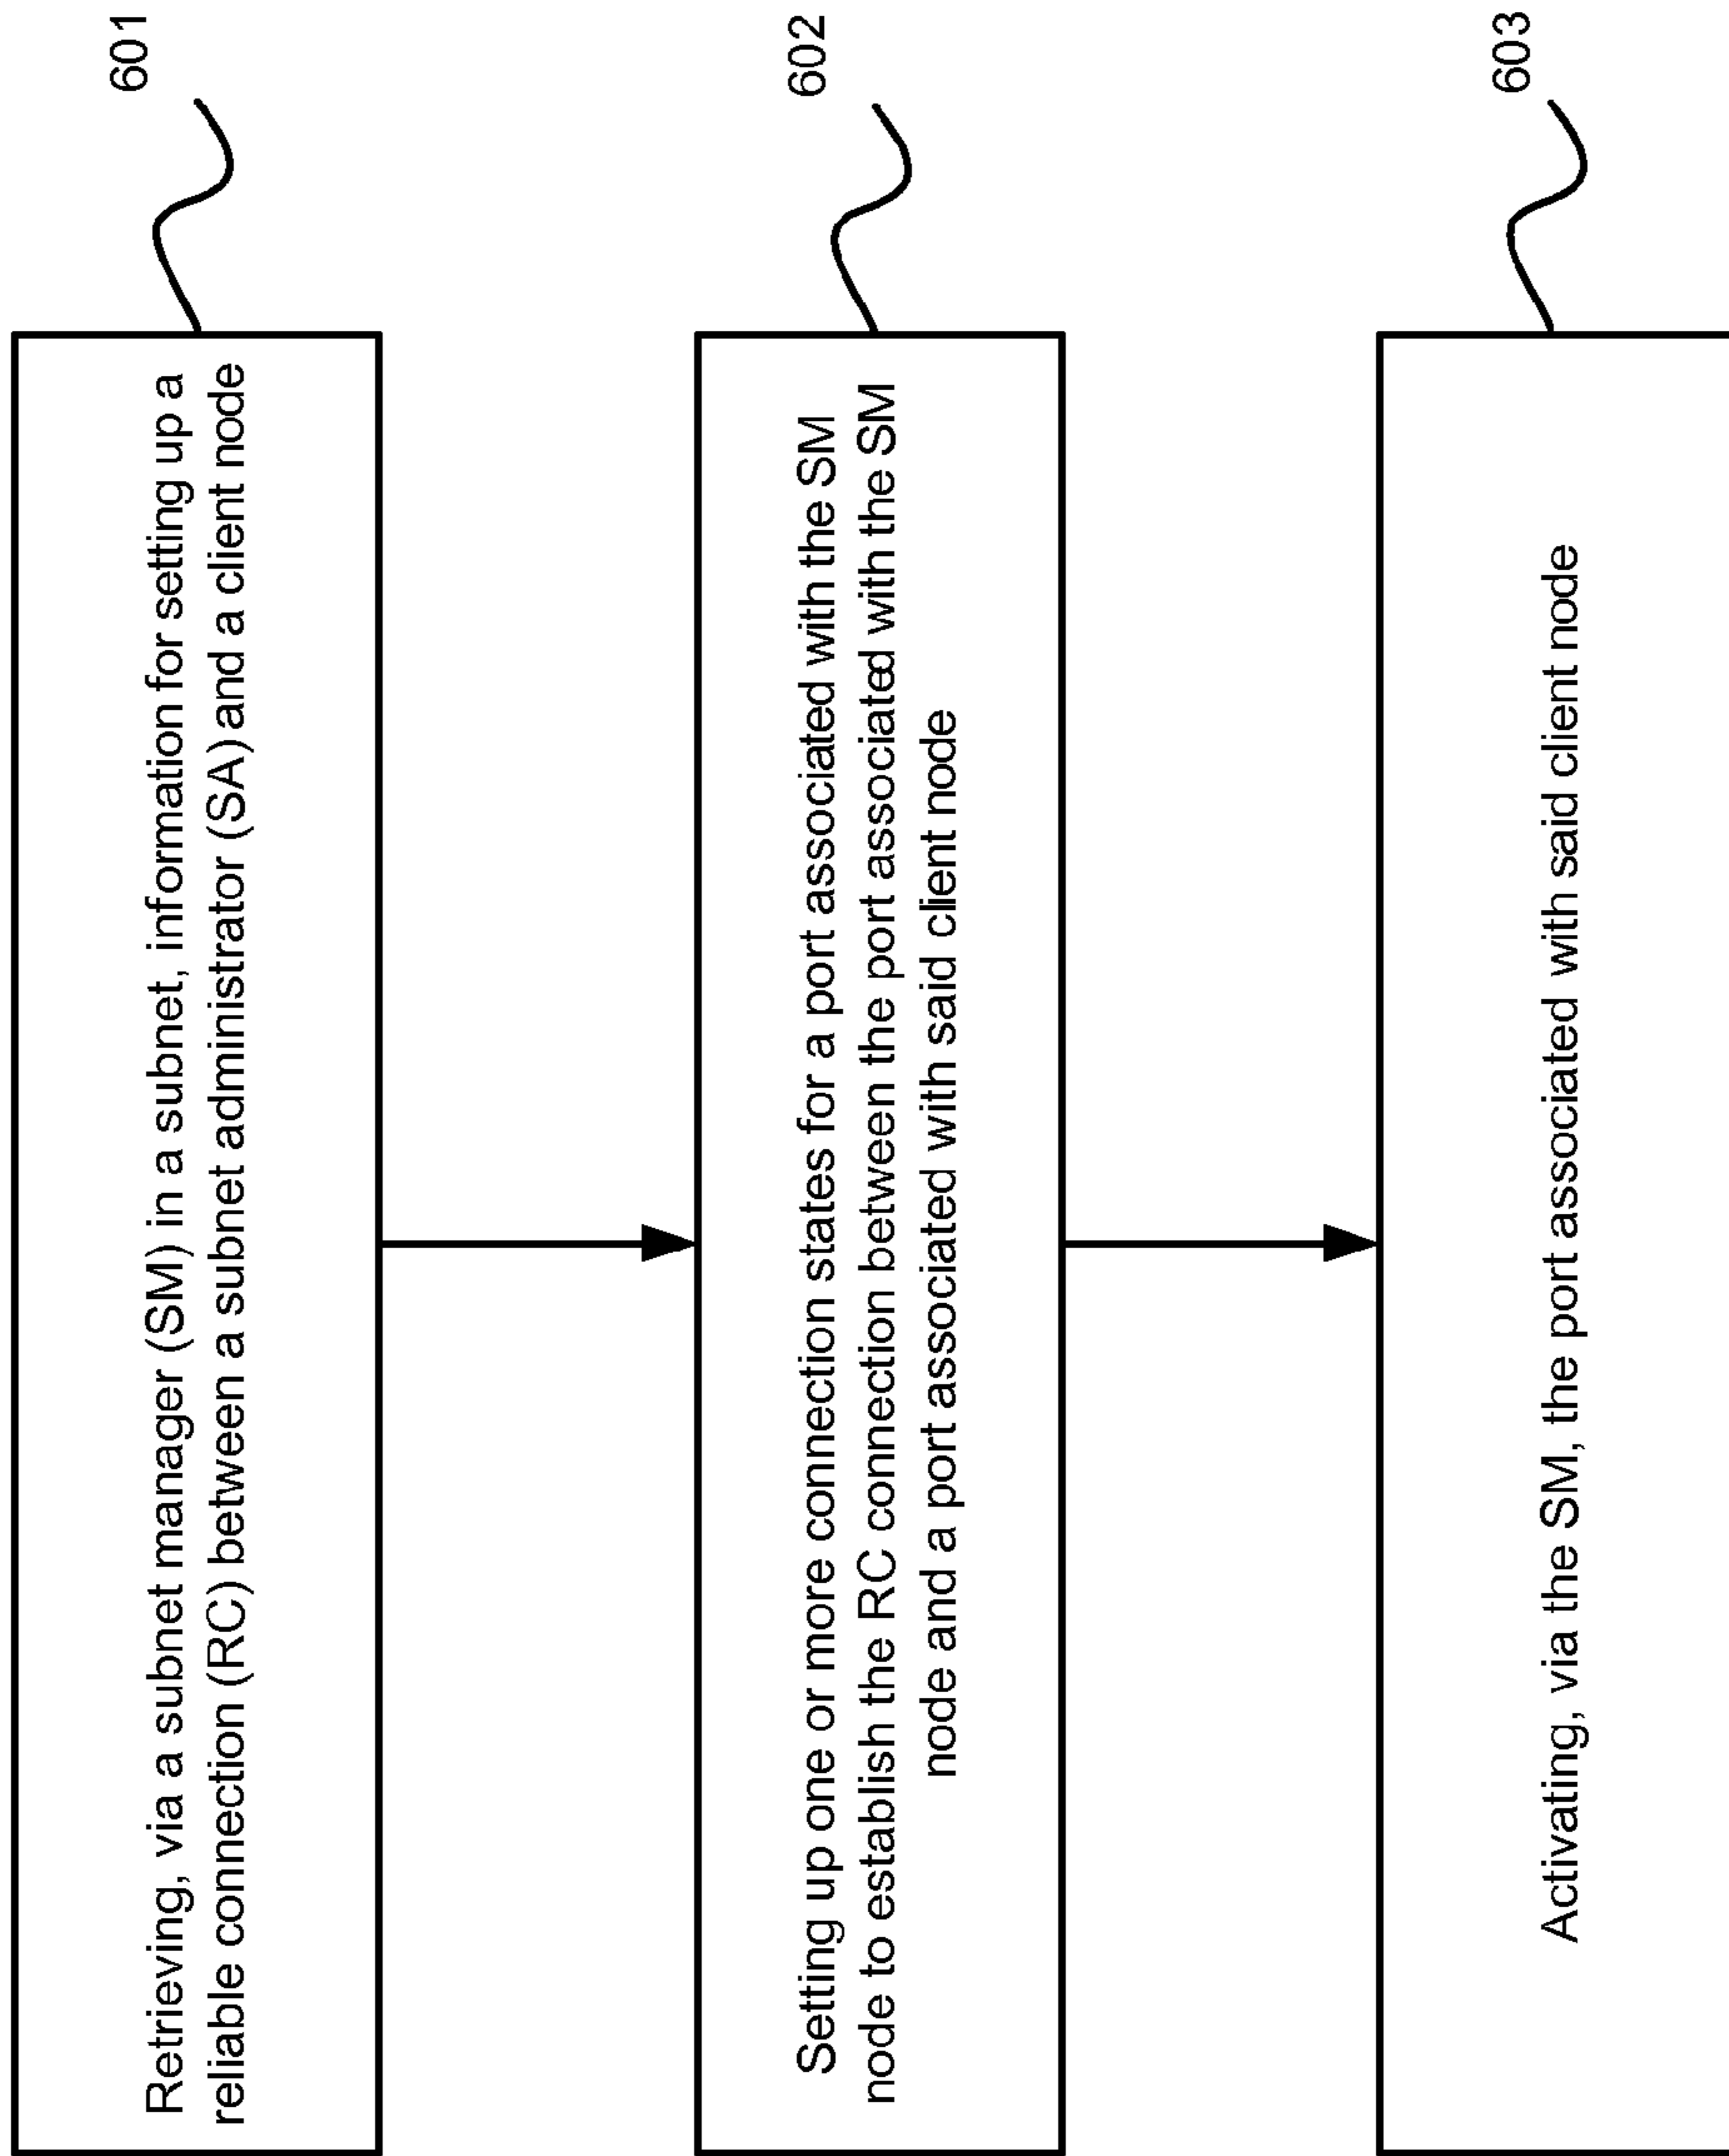 Retrieving, via a subnet manager (SM) in a subnet, information for setting up a
reliable connection (RC) between a subnet administrator (SA) and a client node
601
Setting up one or more connection states for a port associated with the SM
node to establish the RC connection between the port associated with the SM
node and a port associated with said client node
602
Activating, via the SM, the port associated with said client node
603